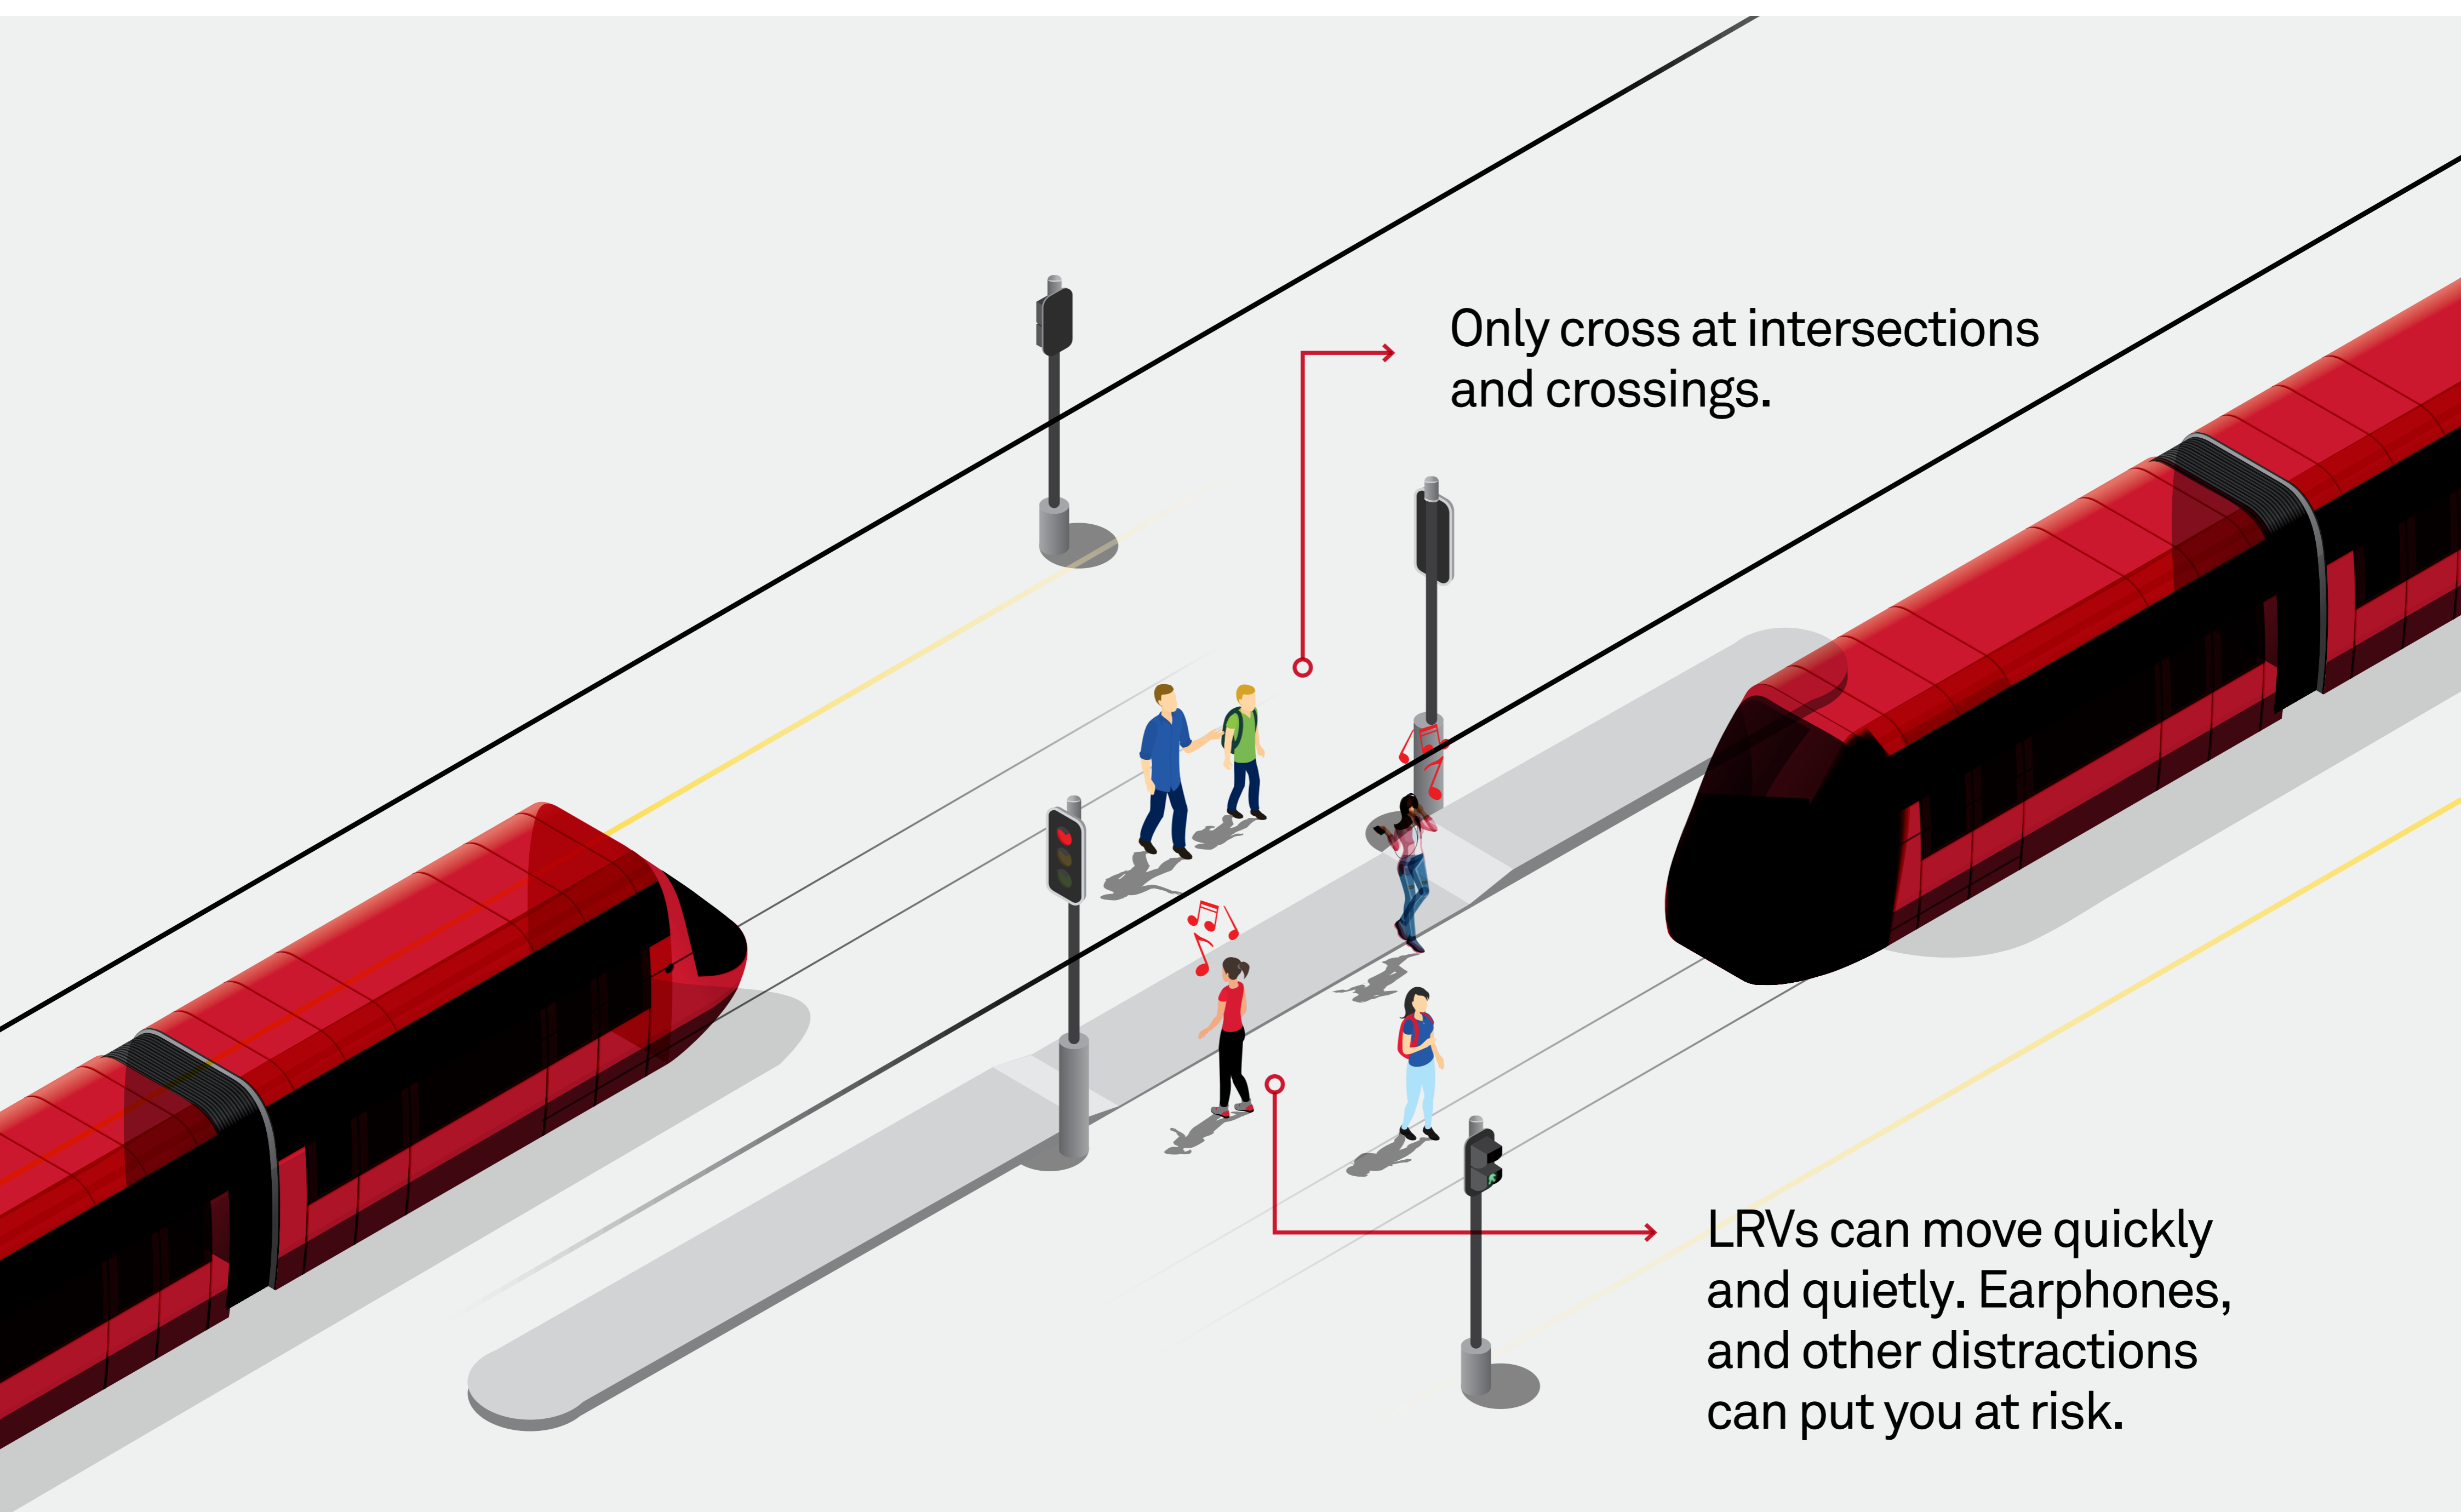 Only cross at intersections
and crossings.
LRVs can move quickly
and quietly. Earphones,
and other distractions
can put you at risk.